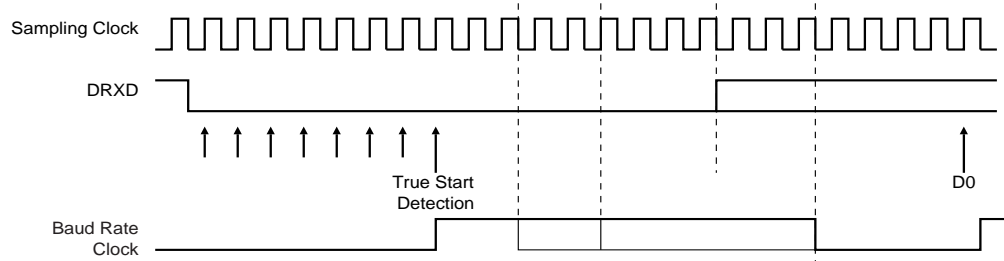 Sampling Clock
DRXD
True Start
Detection
D0
Baud Rate
Clock